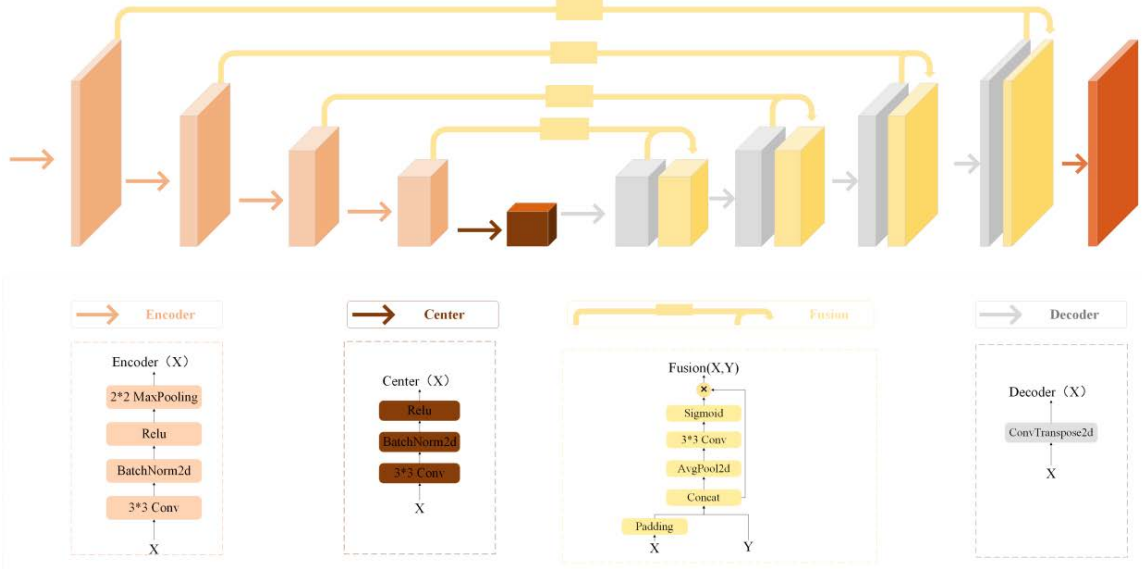 Encoder
Center
Fusion
Decoder
Encoder（X）
2*2 MaxPooling
Relu
BatchNorm2d
3*3 Conv
X
Center（X）
Relu
BatchNorm2d
3*3 Conv
X
Fusion(X,Y)
×
Sigmoid
3*3 Conv
AvgPool2d
Concat
Padding
X
Y
Decoder（X）
ConvTranspose2d
X